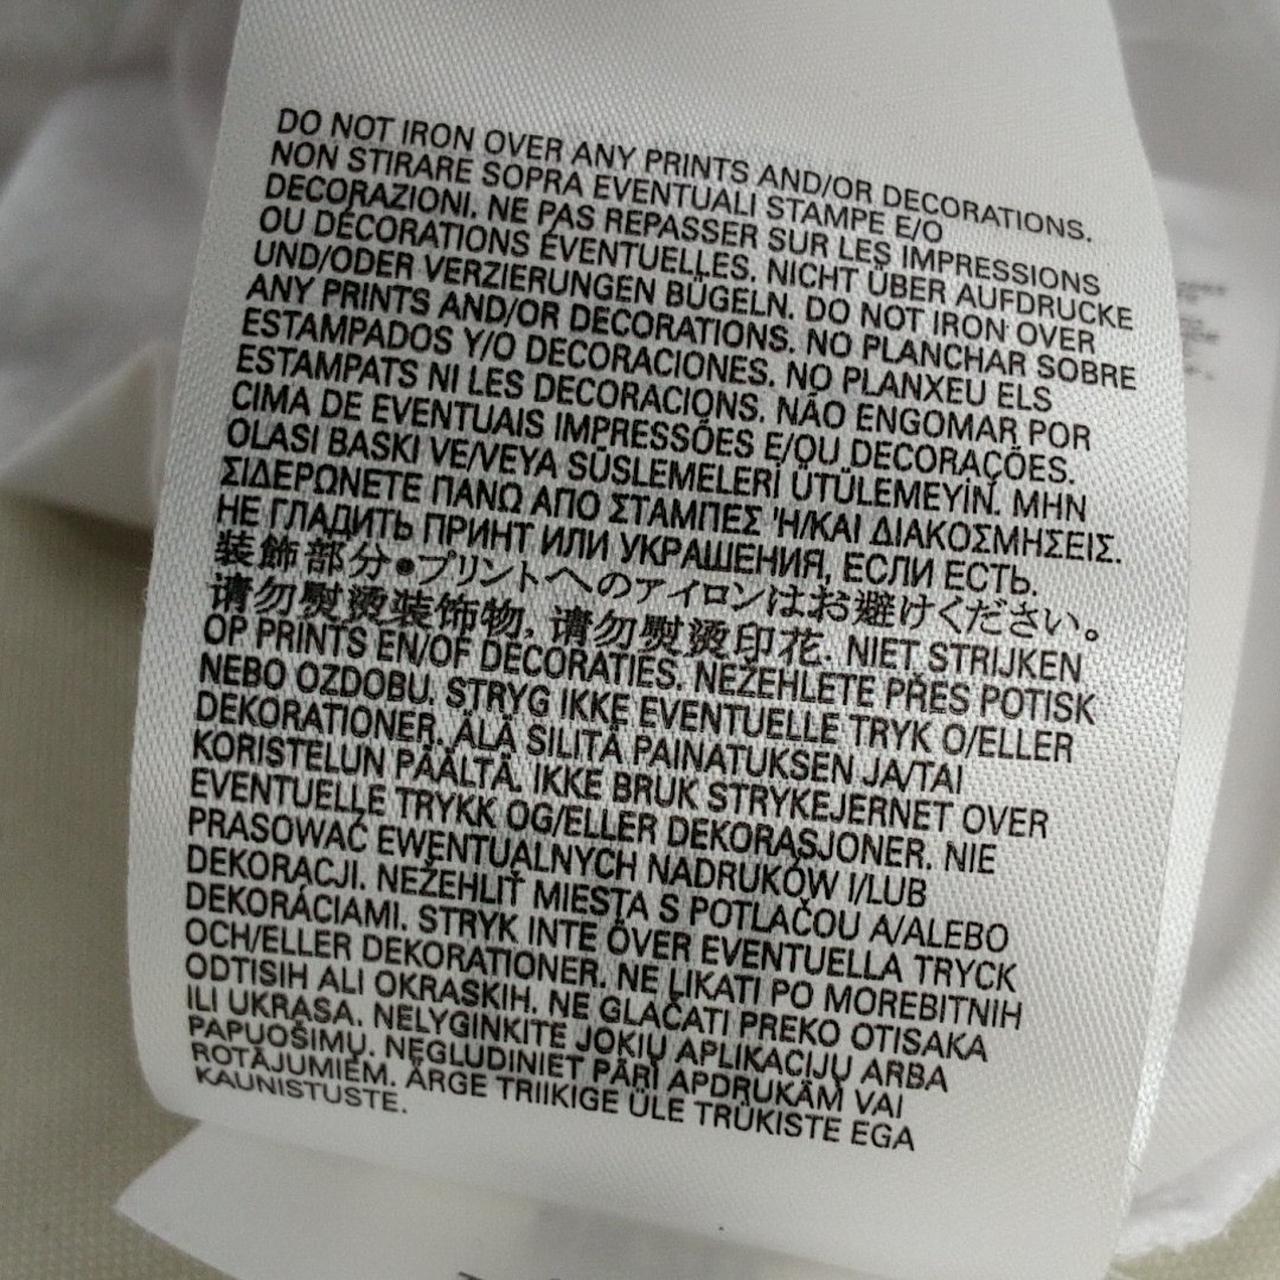 DO NOT IRON OVER ANY PRINTS AND/OR DECORATIONS.
NON STIRARE SOPRA EVENTUALI STAMPE E/O
DECORAZIONI. NE PAS REPASSER SUR LES IMPRESSIONS
OU DÉCORATIONS ÉVENTUELLES. NICHT ÜBER AUFDRUCKE
UND/ODER VERZIERUNGEN BÜGELN. DO NOT IRON OVER
ANY PRINTS AND/OR DECORATIONS. NO PLANCHAR SOBRE
ESTAMPADOS Y/O DECORACIONES. NO PLANXEU ELS
ESTAMPATS NI LES DECORACIONS. NÃO ENGOMAR POR
CIMA DE EVENTUAIS IMPRESSÕES E/OU DECORAÇÕES.
OLASI BASKI VE/VEYA SÜSLEMELERİ ÜTÜLEMEYİN. ΜΗΝ
ΣΙΔΕΡΩΝΕΤΕ ΠΑΝΩ ΑΠΟ ΣΤΑΜΠΕΣ 'Η/ΚΑΙ ΔΙΑΚΟΣΜΗΣΕΙΣ.
НЕ ГЛАДИТЬ ПРИНТ ИЛИ УКРАШЕНИЯ, ЕСЛИ ЕСТЬ.
装飾部分●プリントへのアイロンはお避けください。
请勿熨烫装饰物, 请勿熨烫印花. NIET STRIJKEN
OP PRINTS EN/OF DECORATIES. NEŽEHLETE PŘES POTISK
NEBO OZDOBU. STRYG IKKE EVENTUELLE TRYK O/ELLER
DEKORATIONER. ÄLÄ SILITÄ PAINATUKSEN JA/TAI
KORISTELUN PÄÄLTÄ. IKKE BRUK STRYKEJERNET OVER
EVENTUELLE TRYKK OG/ELLER DEKORASJONER. NIE
PRASOWAĆ EWENTUALNYCH NADRUKÓW I/LUB
DEKORACJI. NEŽEHLIŤ MIESTA S POTLAČOU A/ALEBO
DEKORÁCIAMI. STRYK INTE ÖVER EVENTUELLA TRYCK
OCH/ELLER DEKORATIONER. NE LIKATI PO MOREBITNIH
ODTISIH ALI OKRASKIH. NE GLAČATI PREKO OTISAKA
ILI UKRASA. NELYGINKITE JOKIŲ APLIKACIJŲ ARBA
PAPUOŠIMŲ. NEGLUDINIET PĀRI APDRUKĀM VAI
ROTĀJUMIEM. ÄRGE TRIIKIGE ÜLE TRÜKISTE EGA
KAUNISTUSTE.